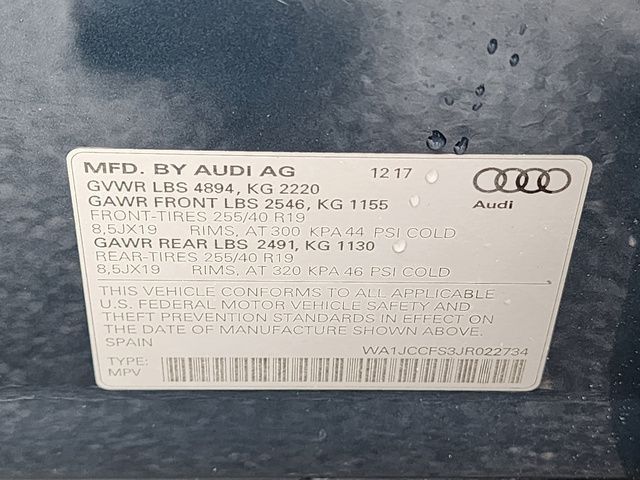 MFD. BY AUDI AG 12 17
GVWR LBS 4894, KG 2220
GAWR FRONT LBS 2546, KG 1155
FRONT-TIRES 255/40 R19
8,5JX19 RIMS, AT 300 KPA 44 PSI COLD
GAWR REAR LBS 2491, KG 1130
REAR-TIRES 255/40 R19
8,5JX19 RIMS, AT 320 KPA 46 PSI COLD
Audi
THIS VEHICLE CONFORMS TO ALL APPLICABLE
U.S. FEDERAL MOTOR VEHICLE SAFETY AND
THEFT PREVENTION STANDARDS IN EFFECT ON
THE DATE OF MANUFACTURE SHOWN ABOVE.
SPAIN WA1JCCFS3JR022734
TYPE:
MPV